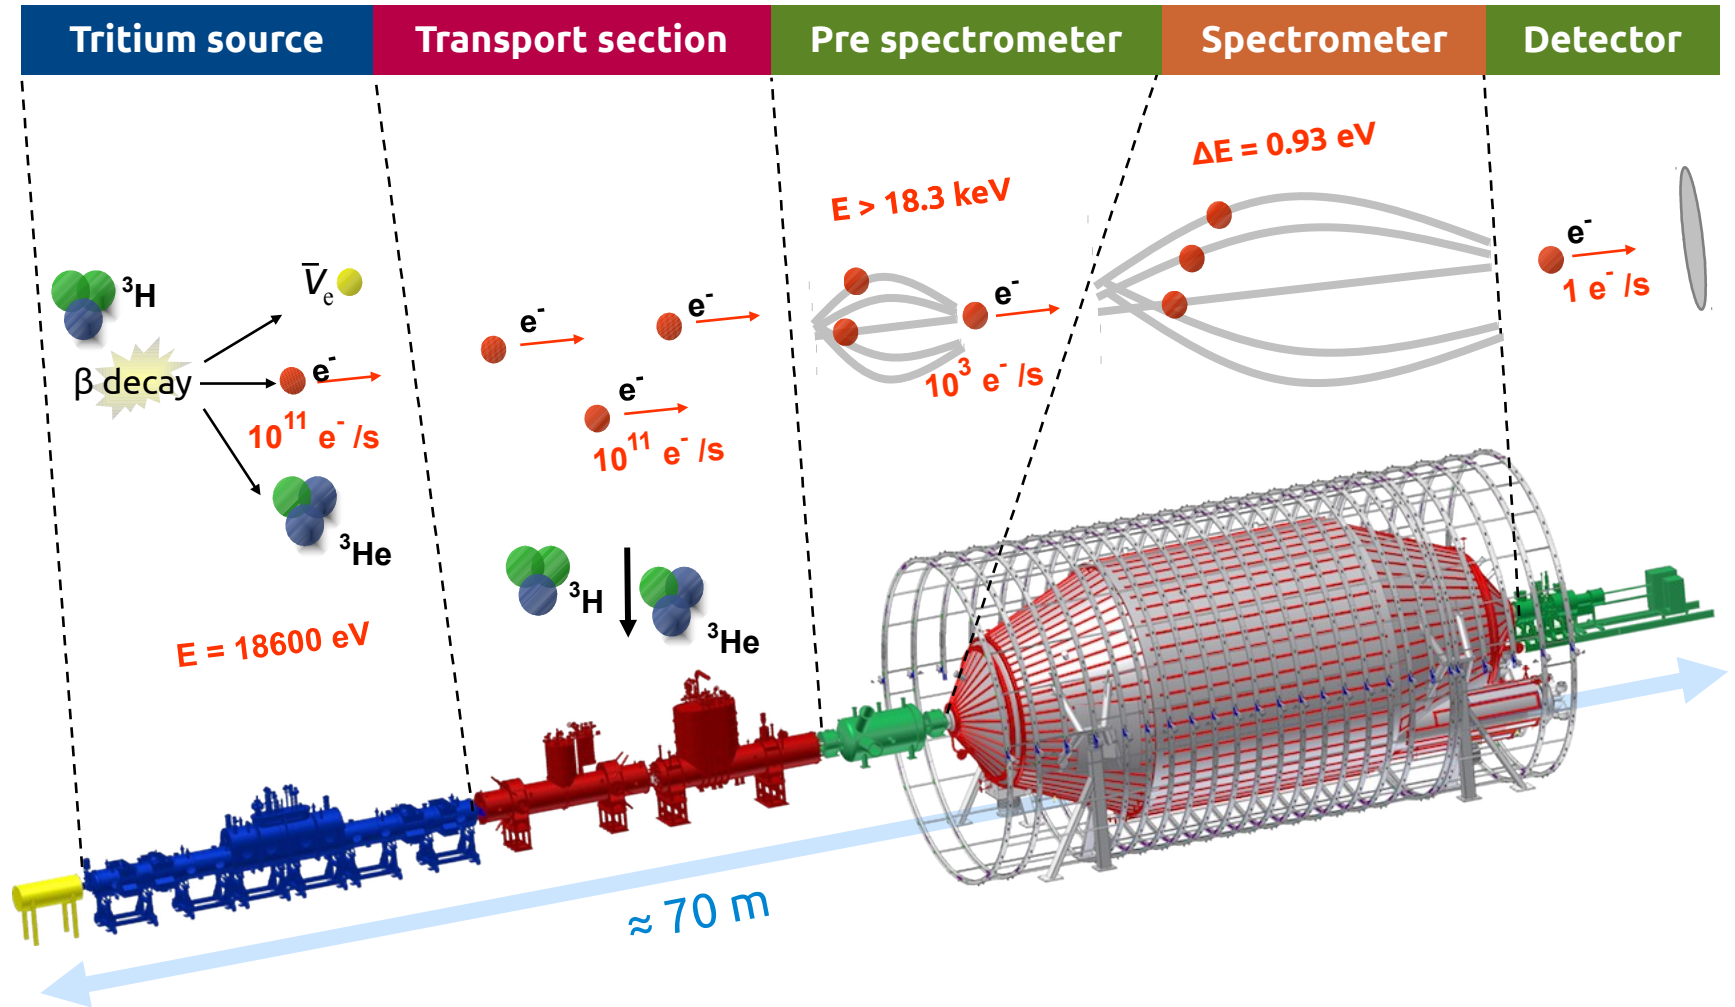 Tritium source
Transport section
Pre spectrometer
Spectrometer
Detector
³H
V̅e
β decay
e⁻
10¹¹ e⁻ /s
³He
E = 18600 eV
e⁻
e⁻
e⁻
10¹¹ e⁻ /s
³H
³He
E > 18.3 keV
e⁻
10³ e⁻ /s
ΔE = 0.93 eV
e⁻
1 e⁻ /s
≈ 70 m